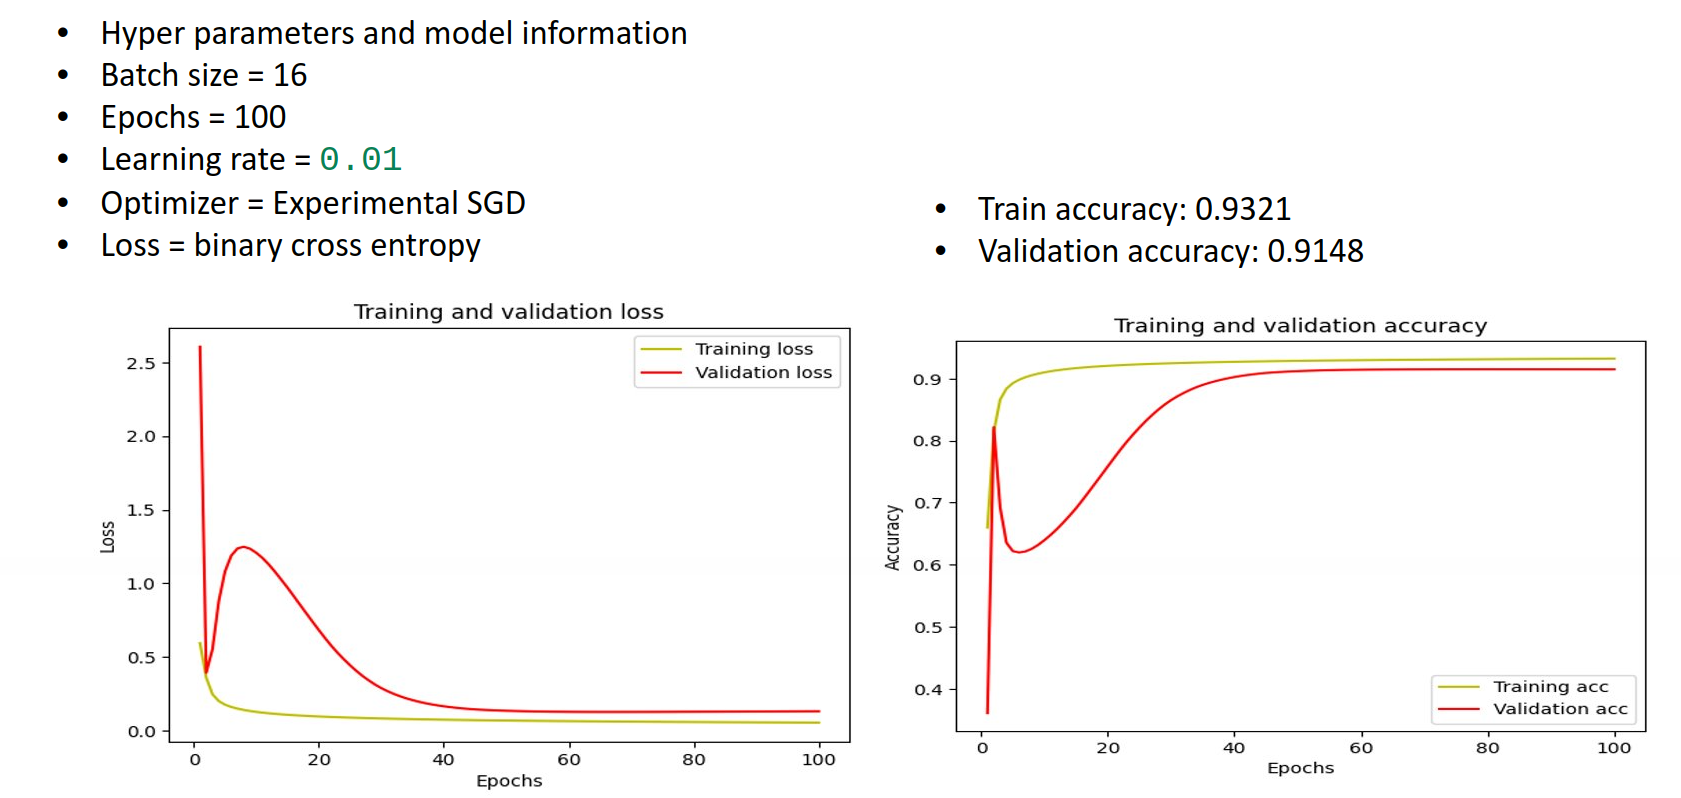 • Hyper parameters and model information
• Batch size = 16
• Epochs = 100
• Learning rate = 0.01
• Optimizer = Experimental SGD
• Loss = binary cross entropy
• Train accuracy: 0.9321
• Validation accuracy: 0.9148
Training and validation loss
Training loss
Validation loss
2.5
2.0
1.5
1.0
0.5
0.0
Loss
0 20 40 60 80 100
Epochs
Training and validation accuracy
0.9
0.8
0.7
0.6
0.5
0.4
Accuracy
Training acc
Validation acc
0 20 40 60 80 100
Epochs